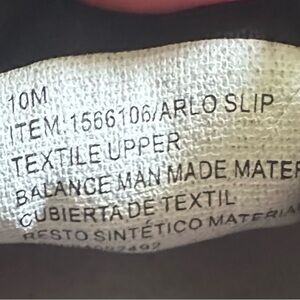 10M
ITEM:1566106/ARLO SLIP
TEXTILE UPPER
BALANCE MAN MADE MATER
CUBIERTA DE TEXTIL
RESTO SINTÉTICO MATERIA